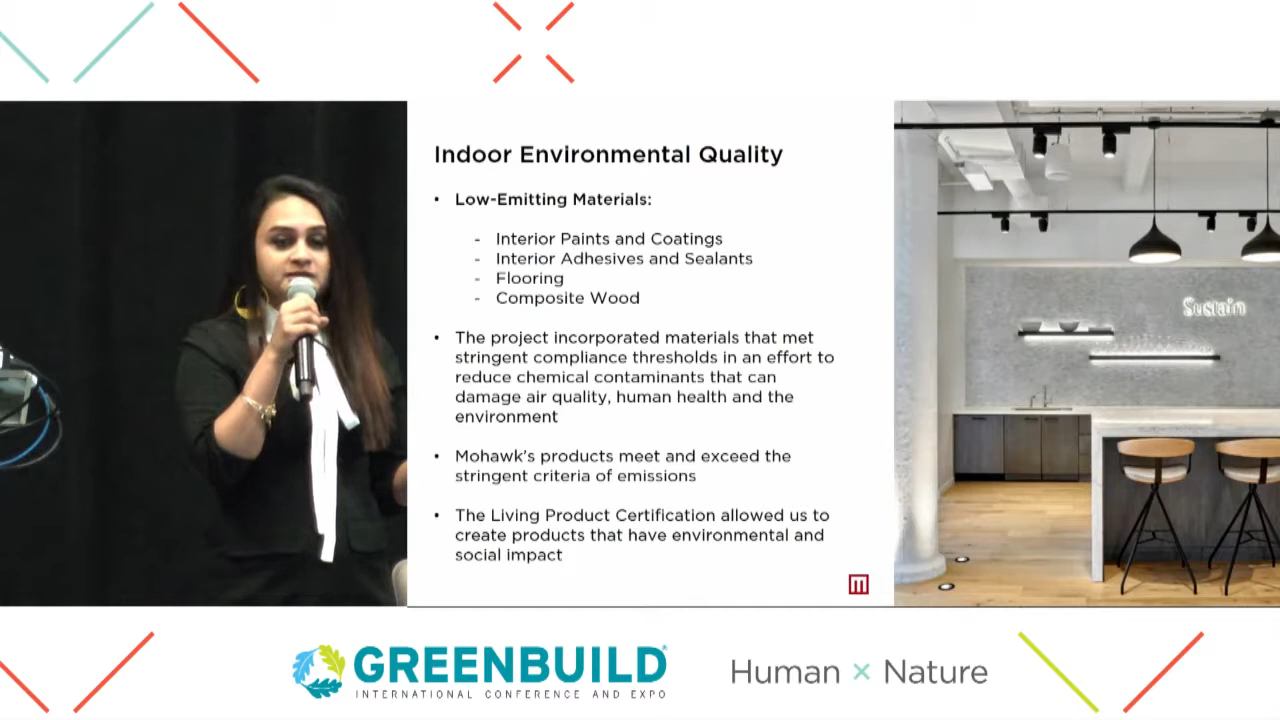 Indoor Environmental Quality
• Low-Emitting Materials:
- Interior Paints and Coatings
- Interior Adhesives and Sealants
- Flooring
- Composite Wood
• The project incorporated materials that met
stringent compliance thresholds in an effort to
reduce chemical contaminants that can
damage air quality, human health and the
environment
• Mohawk's products meet and exceed the
stringent criteria of emissions
• The Living Product Certification allowed us to
create products that have environmental and
social impact
Sustain
GREENBUILD®
INTERNATIONAL CONFERENCE AND EXPO
Human × Nature